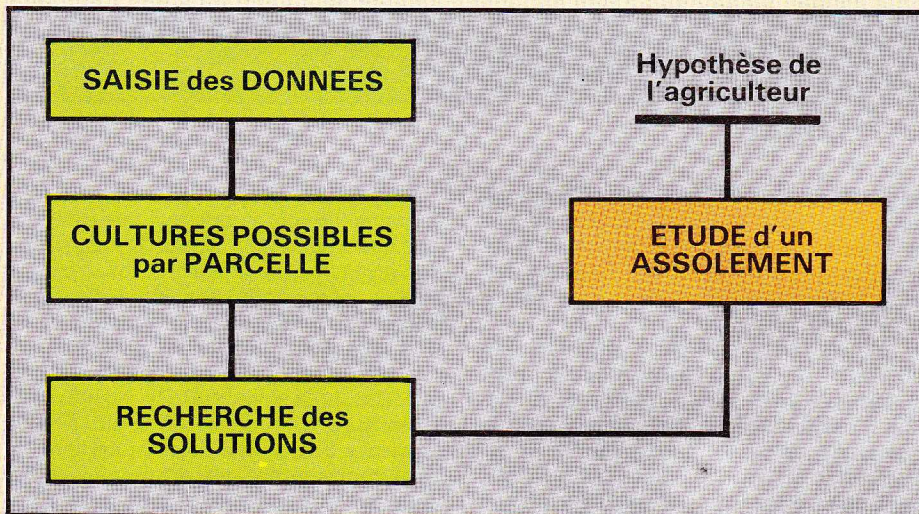 SAISIE des DONNEES
CULTURES POSSIBLES
par PARCELLE
RECHERCHE des
SOLUTIONS
Hypothèse de
l'agriculteur
ETUDE d'un
ASSOLEMENT